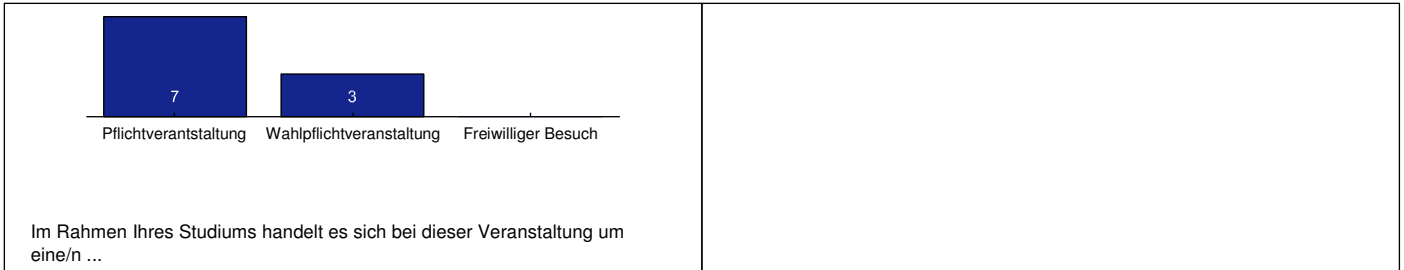 7 3
Pflichtverantstaltung Wahlpflichtveranstaltung Freiwilliger Besuch
Im Rahmen Ihres Studiums handelt es sich bei dieser Veranstaltung um
eine/n ...